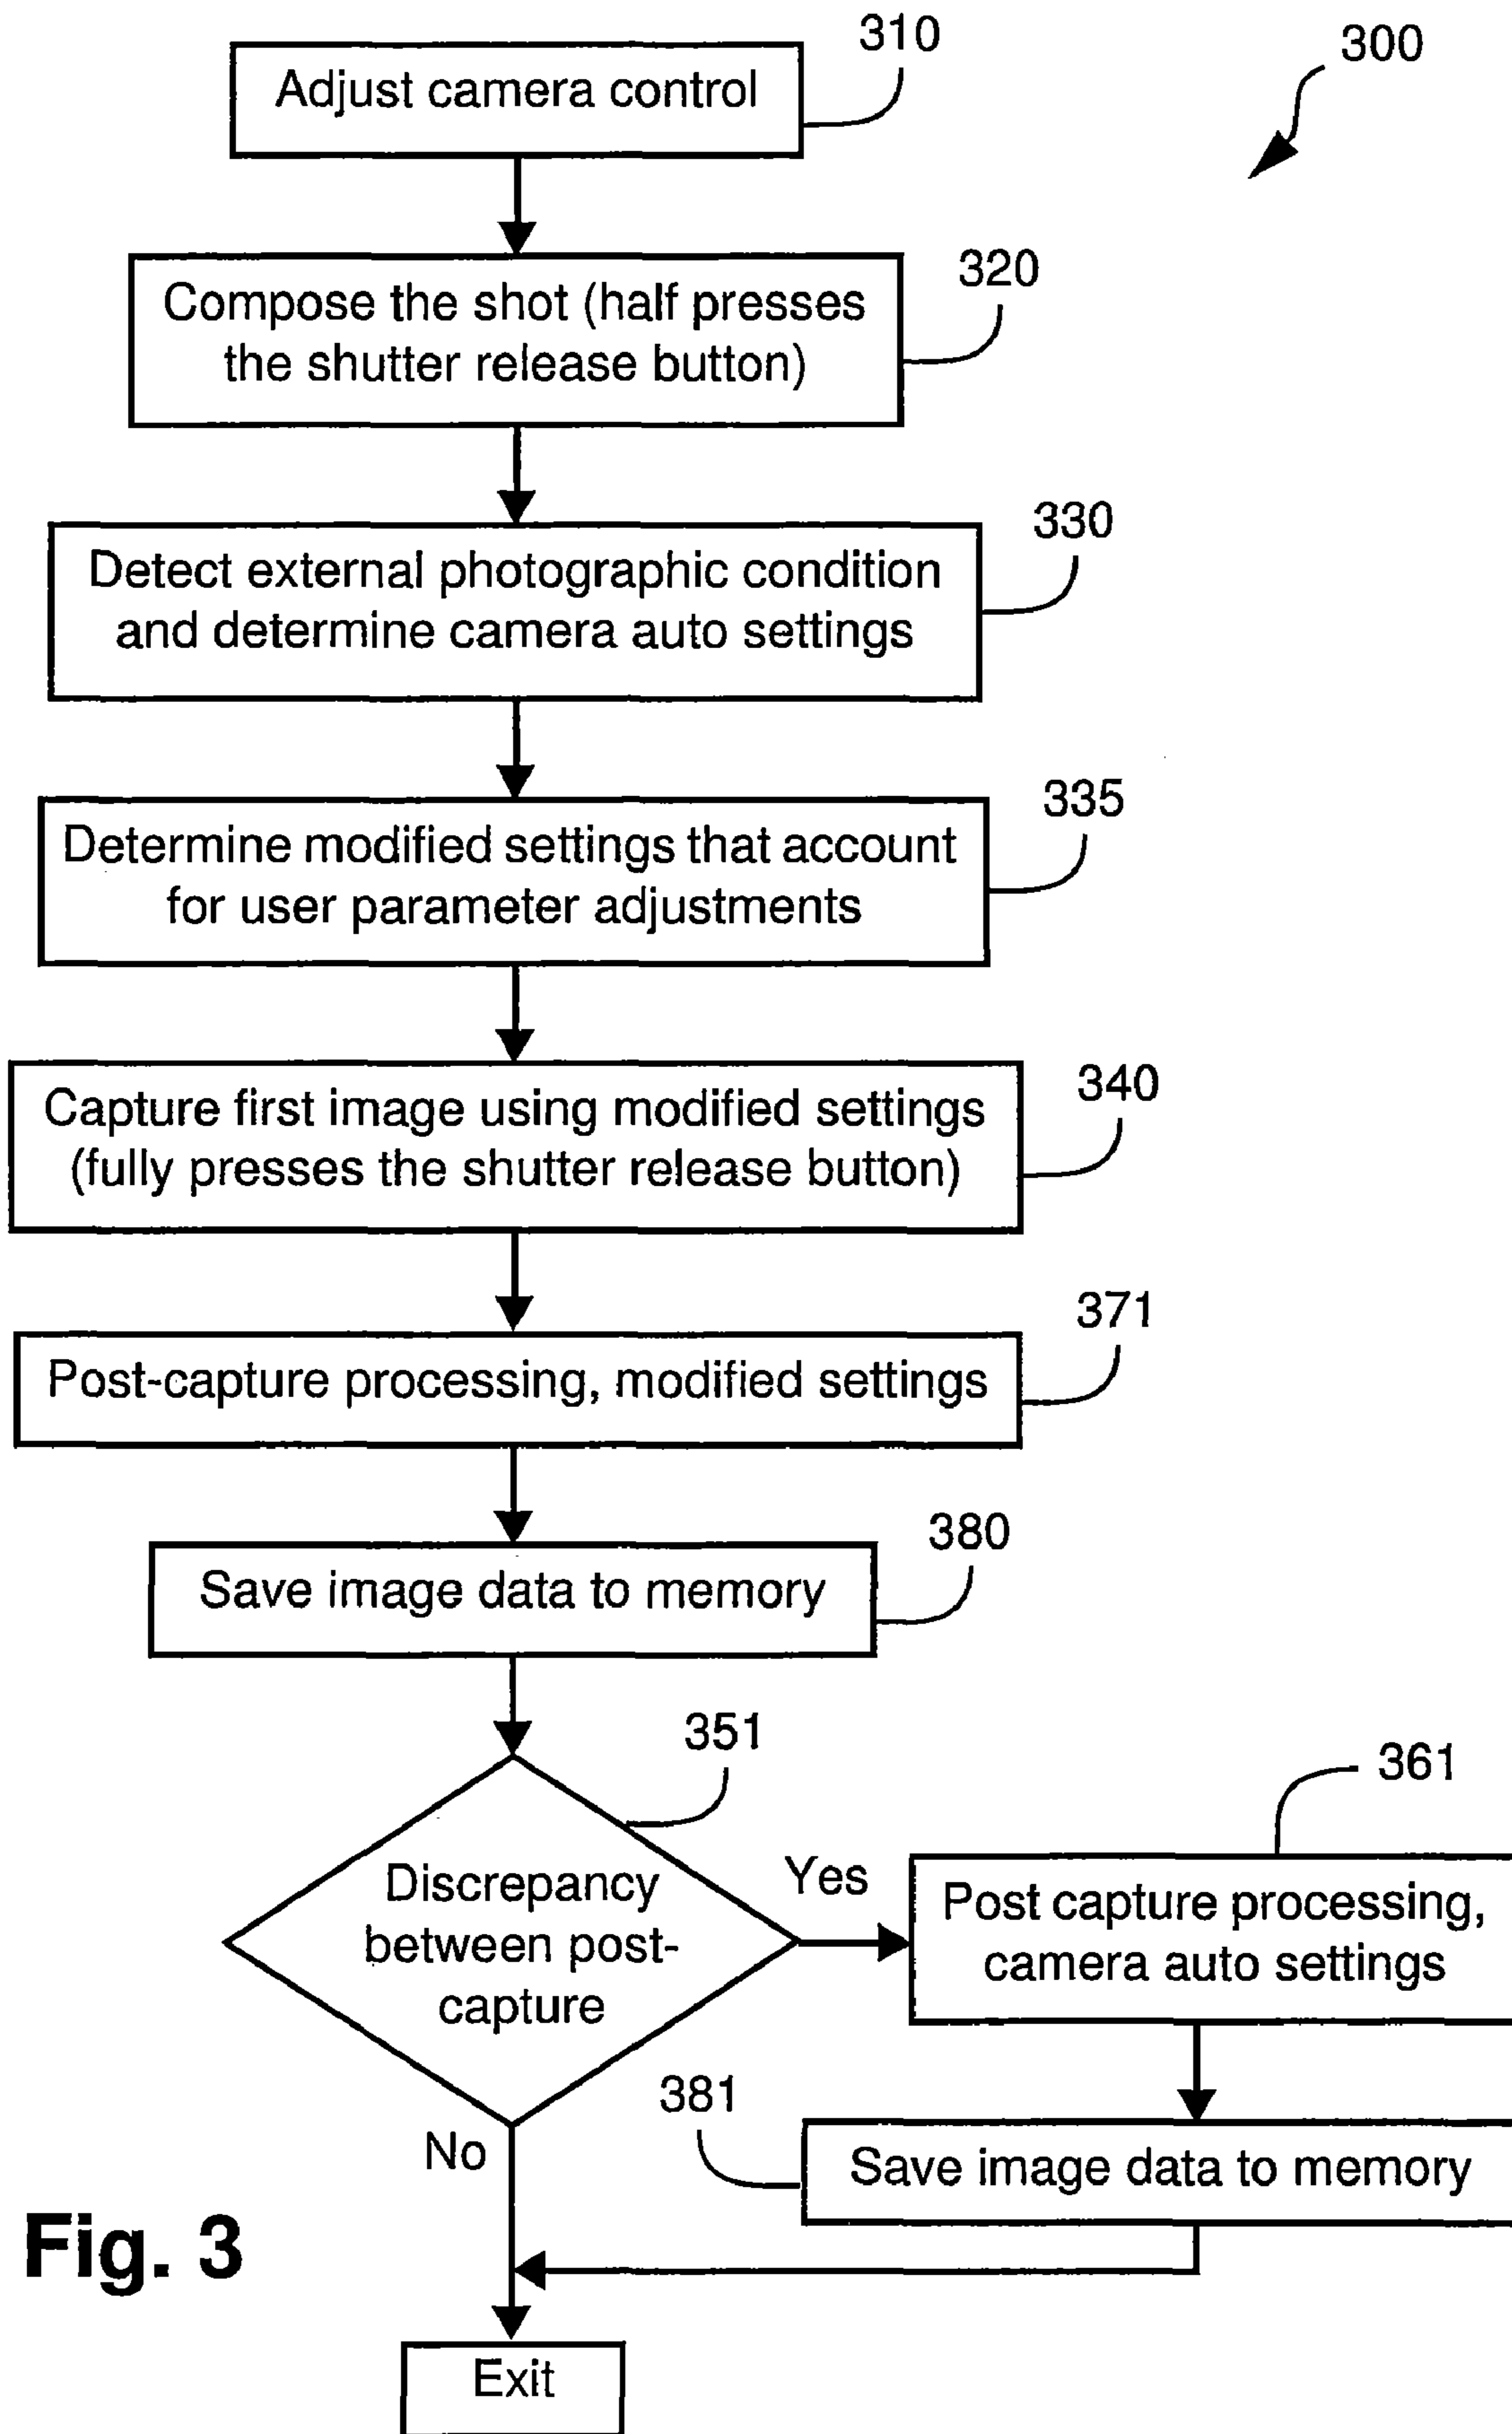 310
300
Adjust camera control
320
Compose the shot (half presses
the shutter release button)
330
Detect external photographic condition
and determine camera auto settings
335
Determine modified settings that account
for user parameter adjustments
340
Capture first image using modified settings
(fully presses the shutter release button)
371
Post-capture processing, modified settings
380
Save image data to memory
351
361
Discrepancy
between post-
capture
Yes
Post capture processing,
camera auto settings
381
No
Save image data to memory
Fig. 3
Exit